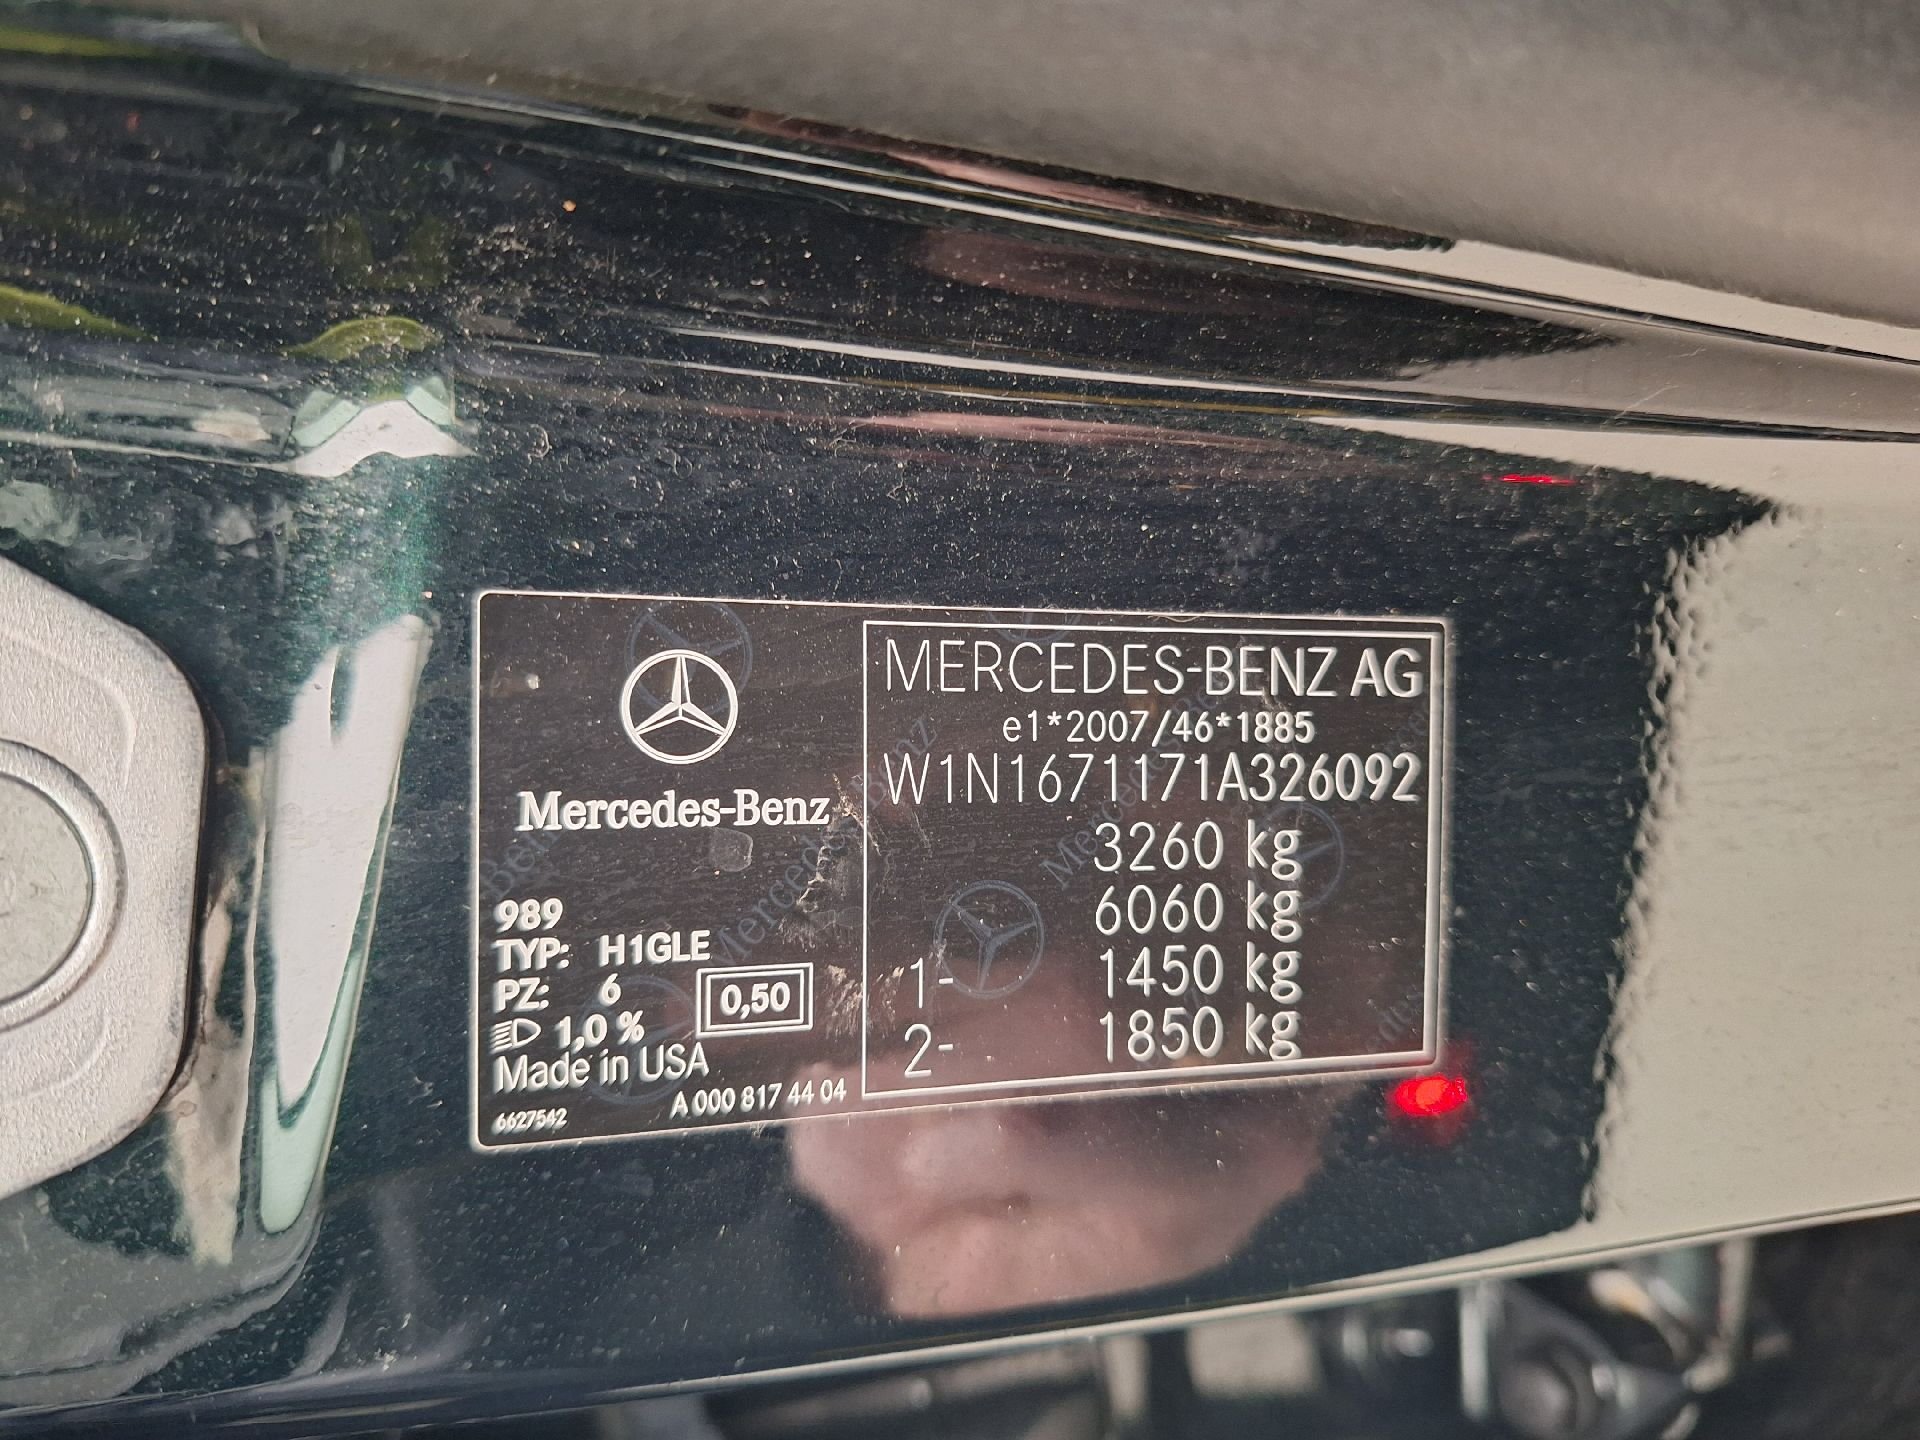 Mercedes-Benz
989
TYP: H1GLE
PZ: 6
1,0 %
0,50
Made in USA
6627542
A 000 817 44 04
MERCEDES-BENZ AG
e1*2007/46*1885
W1N1671171A326092
3260 kg
6060 kg
1- 1450 kg
2- 1850 kg